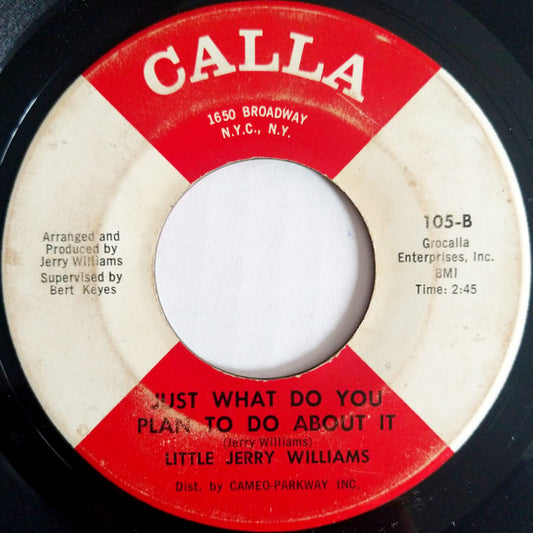 CALLA
1650 BROADWAY
N.Y.C., N.Y.
Arranged and
Produced by
Jerry Williams
Supervised by
Bert Keyes
105-B
Grocalla
Enterprises, Inc.
BMI
Time: 2:45
JUST WHAT DO YOU
PLAN TO DO ABOUT IT
(Jerry Williams)
LITTLE JERRY WILLIAMS
Dist. by CAMEO-PARKWAY INC.